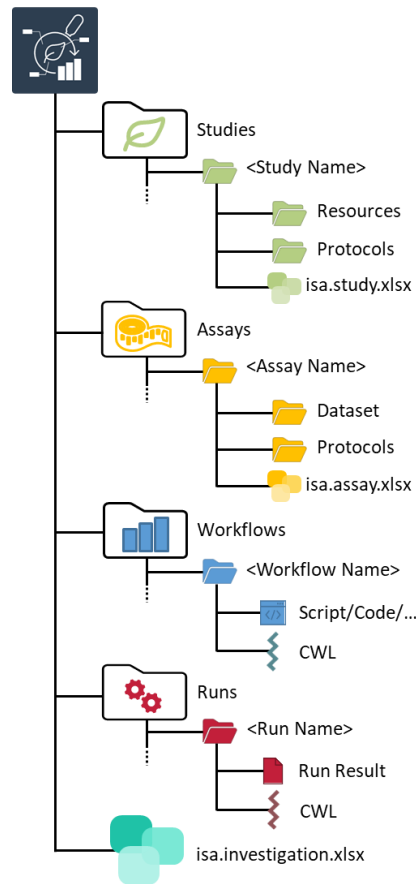 Studies
<Study Name>
Resources
Protocols
isa.study.xlsx
Assays
<Assay Name>
Dataset
Protocols
isa.assay.xlsx
Workflows
<Workflow Name>
Script/Code/...
CWL
Runs
<Run Name>
Run Result
CWL
isa.investigation.xlsx